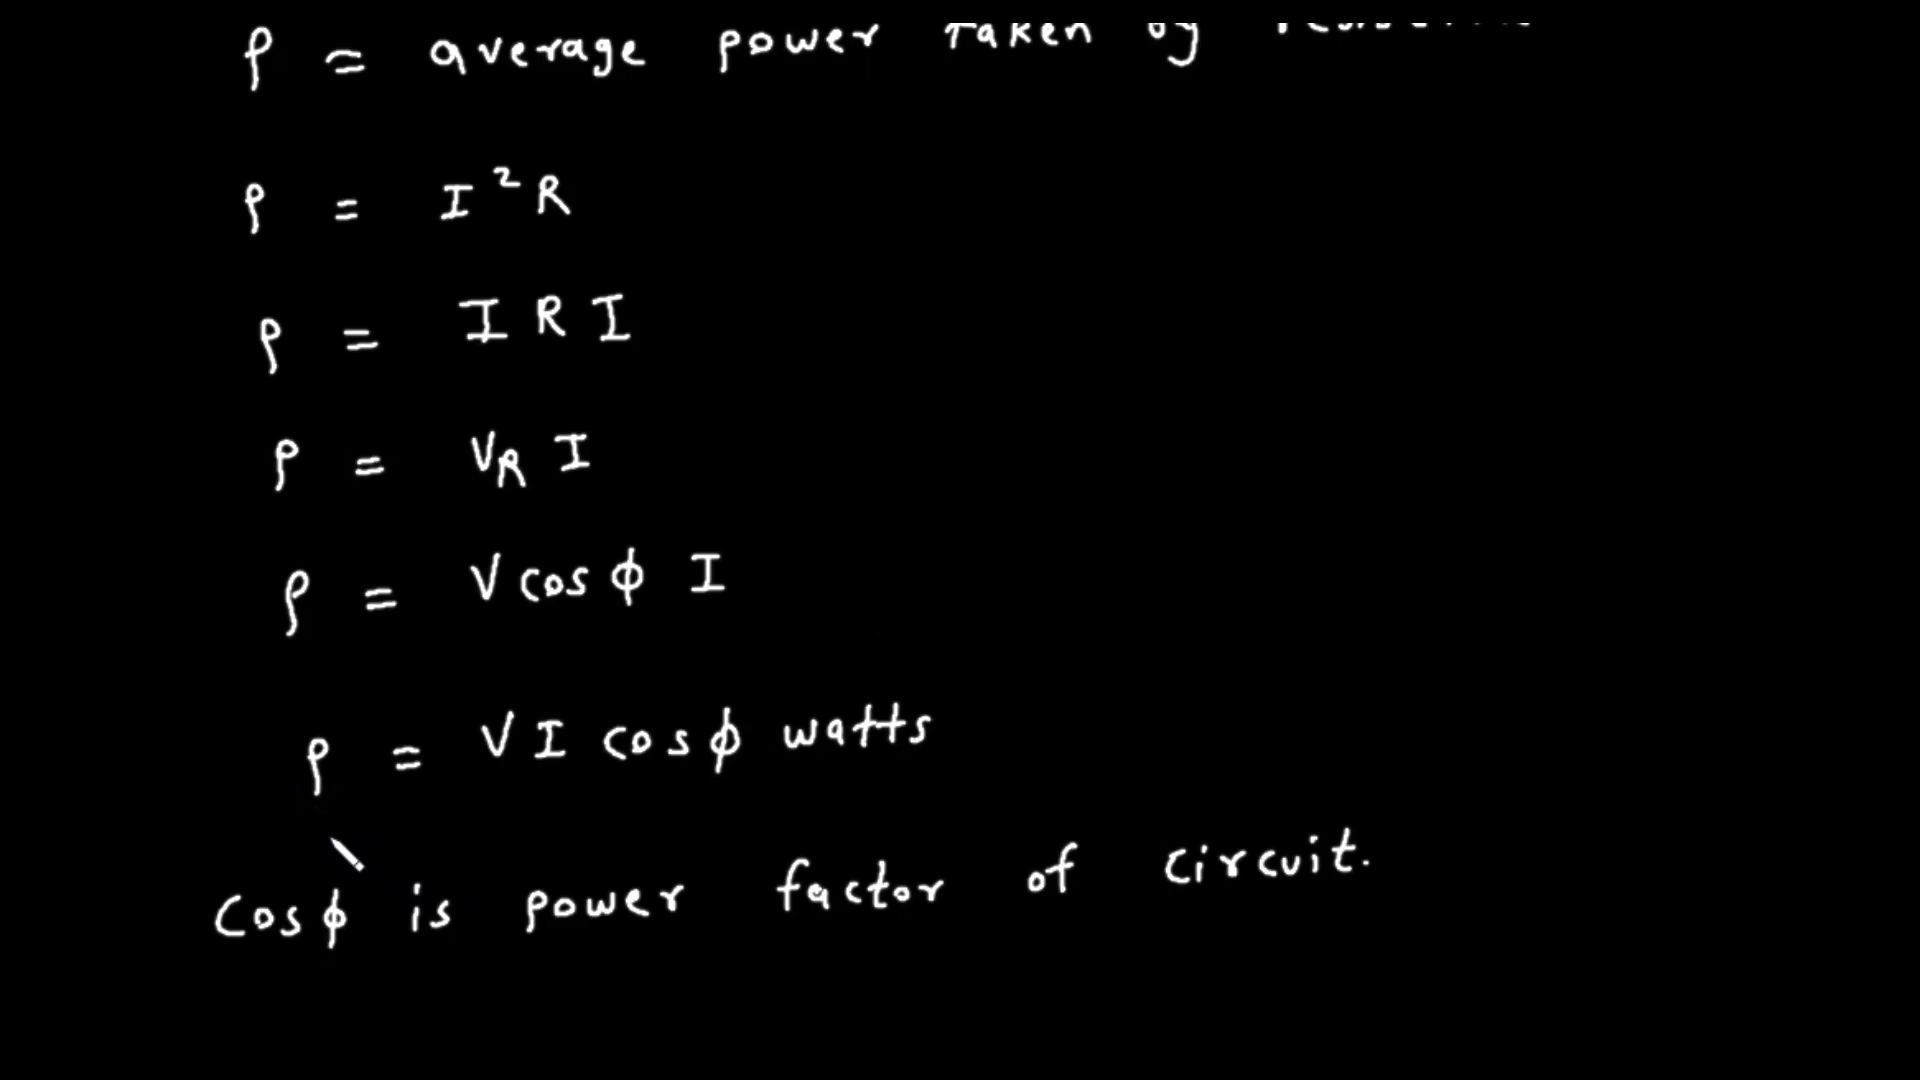 P = average power taken by
P = I²R
P = I R I
P = V_R I
P = V cos ϕ I
P = V I cos ϕ watts
Cos ϕ is power factor of circuit.